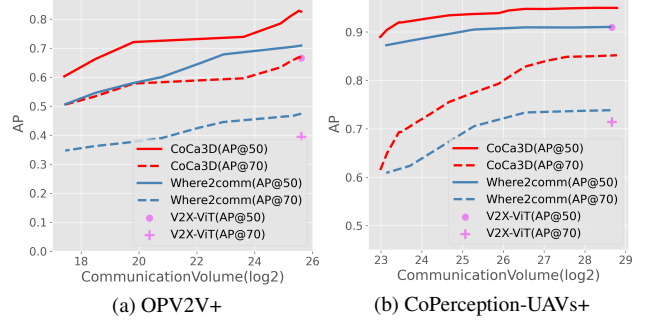 AP
0.8
0.7
0.6
0.5
0.4
0.3
0.2
0.1
0.0
CoCa3D(AP@50)
CoCa3D(AP@70)
Where2comm(AP@50)
Where2comm(AP@70)
V2X-ViT(AP@50)
V2X-ViT(AP@70)
18 20 22 24 26
CommunicationVolume(log2)
(a) OPV2V+
AP
0.9
0.8
0.7
0.6
0.5
CoCa3D(AP@50)
CoCa3D(AP@70)
Where2comm(AP@50)
Where2comm(AP@70)
V2X-ViT(AP@50)
V2X-ViT(AP@70)
23 24 25 26 27 28 29
CommunicationVolume(log2)
(b) CoPerception-UAVs+